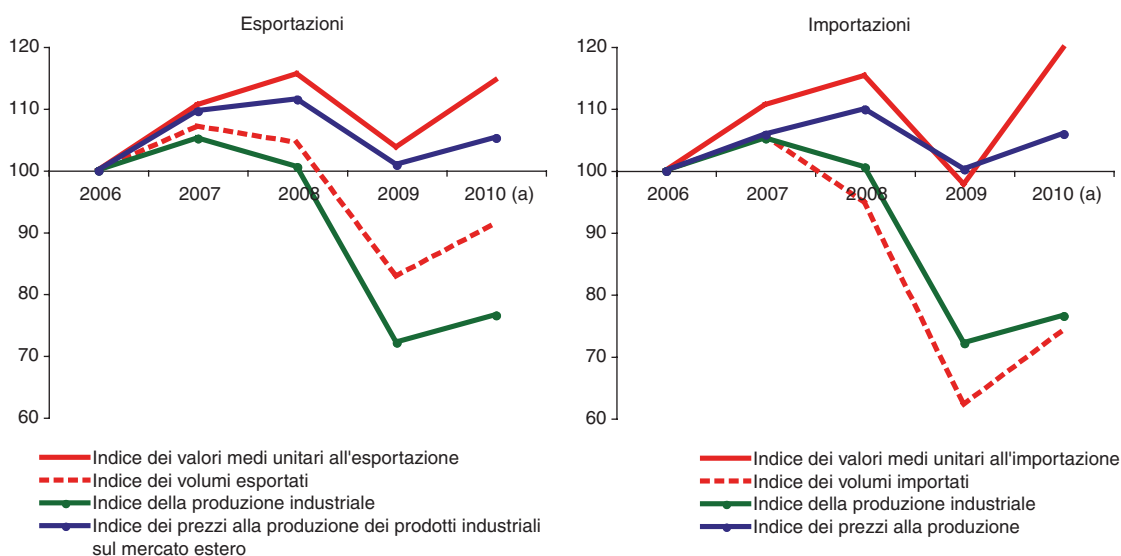 Esportazioni
120
110
100
90
80
70
60
2006 2007 2008 2009 2010 (a)
Indice dei valori medi unitari all'esportazione
Indice dei volumi esportati
Indice della produzione industriale
Indice dei prezzi alla produzione dei prodotti industriali
sul mercato estero
Importazioni
120
110
100
90
80
70
60
2006 2007 2008 2009 2010 (a)
Indice dei valori medi unitari all'importazione
Indice dei volumi importati
Indice della produzione industriale
Indice dei prezzi alla produzione